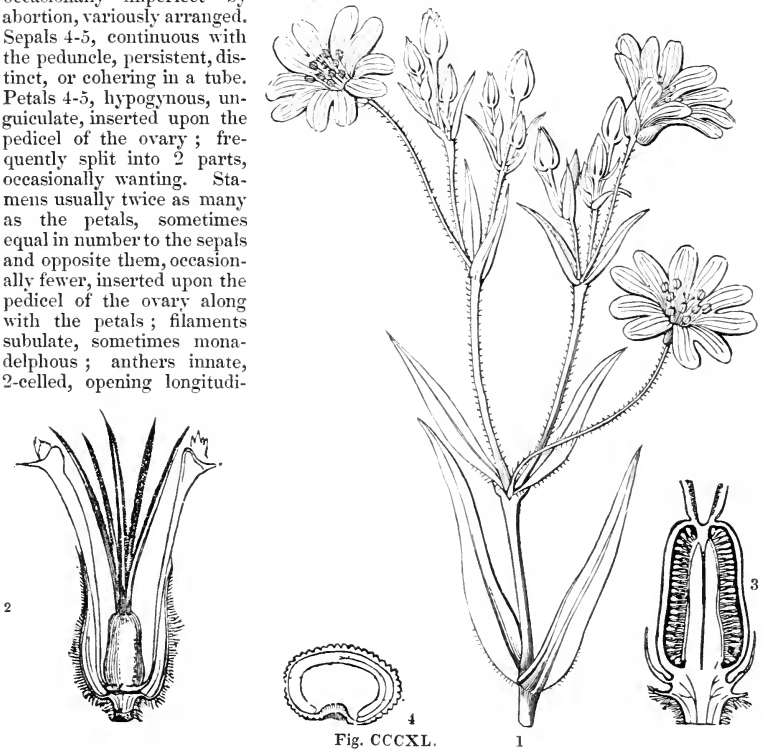 abortion, variously arranged.
Sepals 4-5, continuous with
the peduncle, persistent, dis-
tinct, or cohering in a tube.
Petals 4-5, hypogynous, un-
guiculate, inserted upon the
pedicel of the ovary ; fre-
quently split into 2 parts,
occasionally wanting. Sta-
mens usually twice as many
as the petals, sometimes
equal in number to the sepals
and opposite them, occasion-
ally fewer, inserted upon the
pedicel of the ovary along
with the petals ; filaments
subulate, sometimes mona-
delphous ; anthers innate,
2-celled, opening longitudi-
2
3
4
Fig. CCCXL.
1